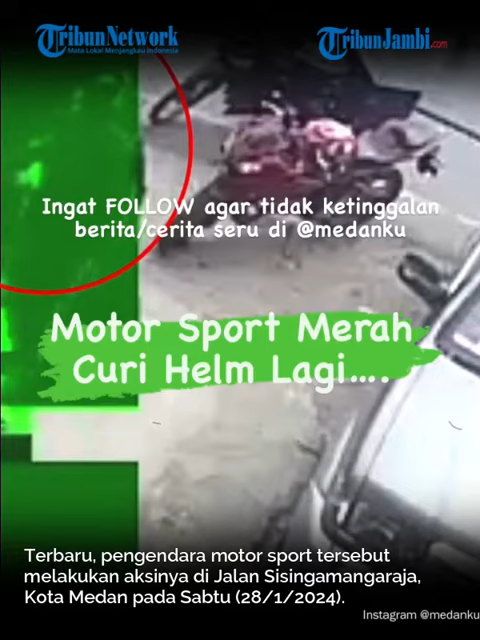 Tribun Network
Mata Lokal Menjangkau Indonesia
TribunJambi.com
Ingat FOLLOW agar tidak ketinggalan
berita/cerita seru di @medanku
Motor Sport Merah
Curi Helm Lagi....
Terbaru, pengendara motor sport tersebut
melakukan aksinya di Jalan Sisingamangaraja,
Kota Medan pada Sabtu (28/1/2024).
Instagram @medanku